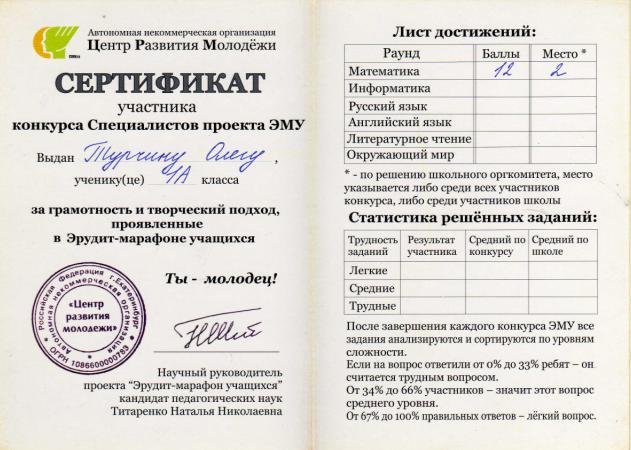 Автономная некоммерческая организация
Центр Развития Молодёжи
СЕРТИФИКАТ
участника
конкурса Специалистов проекта ЭМУ
Выдан Турчину Олегу,
ученику(це) 1А класса
за грамотность и творческий подход,
проявленные
в Эрудит-марафоне учащихся
Ты - молодец!
Российская Федерация г.Екатеринбург
Автономная некоммерческая организация
ОГРН 1086600000783
«Центр
развития
молодежи»
Научный руководитель
проекта “Эрудит-марафон учащихся”
кандидат педагогических наук
Титаренко Наталья Николаевна
Лист достижений:
Раунд Баллы Место *
Математика 12 2
Информатика
Русский язык
Английский язык
Литературное чтение
Окружающий мир
* - по решению школьного оргкомитета, место
указывается либо среди всех участников
конкурса, либо среди участников школы
Статистика решённых заданий:
Трудность заданий Результат участника Средний по конкурсу Средний по школе
Легкие
Средние
Трудные
После завершения каждого конкурса ЭМУ все
задания анализируются и сортируются по уровням
сложности.
Если на вопрос ответили от 0% до 33% ребят – он
считается трудным вопросом.
От 34% до 66% участников – значит этот вопрос
среднего уровня.
От 67% до 100% правильных ответов – лёгкий вопрос.